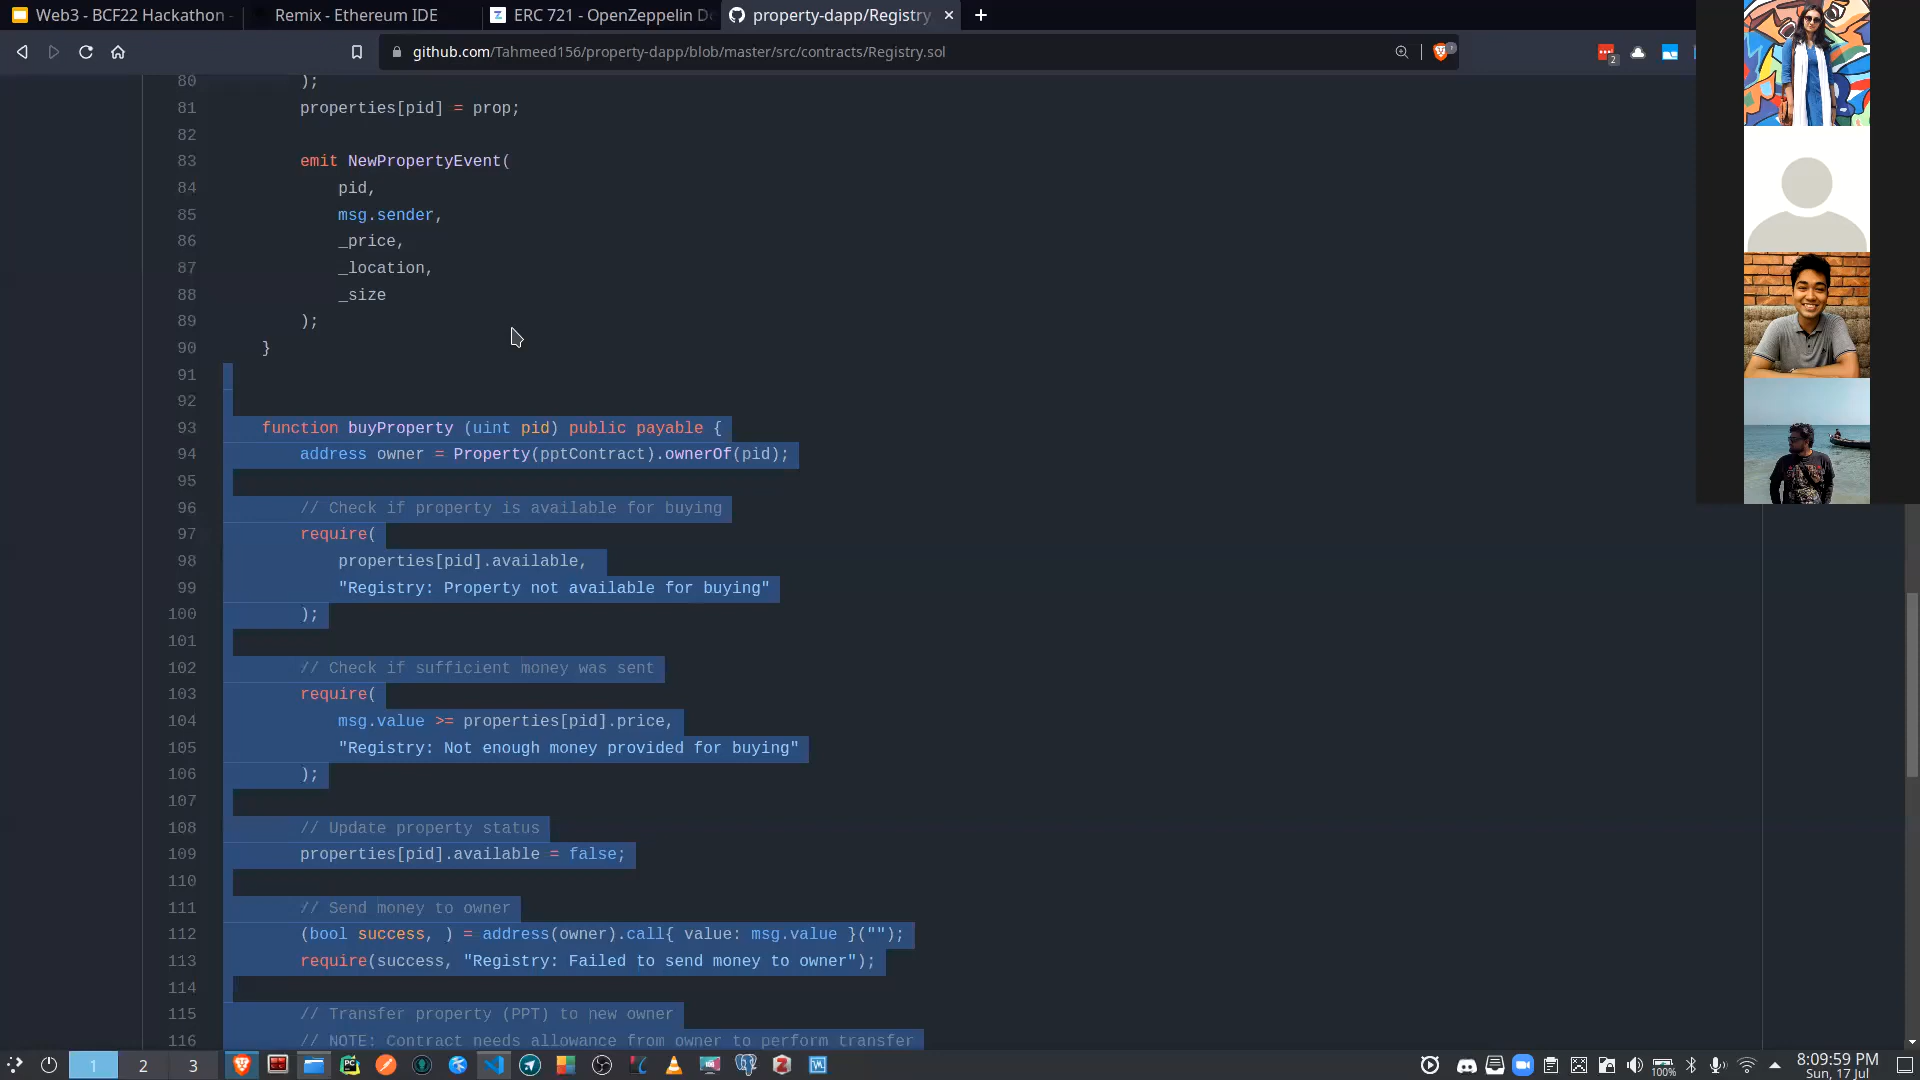 Web3 - BCF22 Hackathon -
Remix - Ethereum IDE
ERC 721 - OpenZeppelin D
property-dapp/Registry
github.com/Tahmeed156/property-dapp/blob/master/src/contracts/Registry.sol
2
80 );
81 properties[pid] = prop;
82
83 emit NewPropertyEvent(
84 pid,
85 msg.sender,
86 _price,
87 _location,
88 _size
89 );
90 }
91
92
93 function buyProperty (uint pid) public payable {
94 address owner = Property(pptContract).ownerOf(pid);
95
96 // Check if property is available for buying
97 require(
98 properties[pid].available,
99 "Registry: Property not available for buying"
100 );
101
102 // Check if sufficient money was sent
103 require(
104 msg.value >= properties[pid].price,
105 "Registry: Not enough money provided for buying"
106 );
107
108 // Update property status
109 properties[pid].available = false;
110
111 // Send money to owner
112 (bool success, ) = address(owner).call{ value: msg.value }("");
113 require(success, "Registry: Failed to send money to owner");
114
115 // Transfer property (PPT) to new owner
116 // NOTE: Contract needs allowance from owner to perform transfer
1 2 3
100%
8:09:59 PM
Sun, 17 Jul